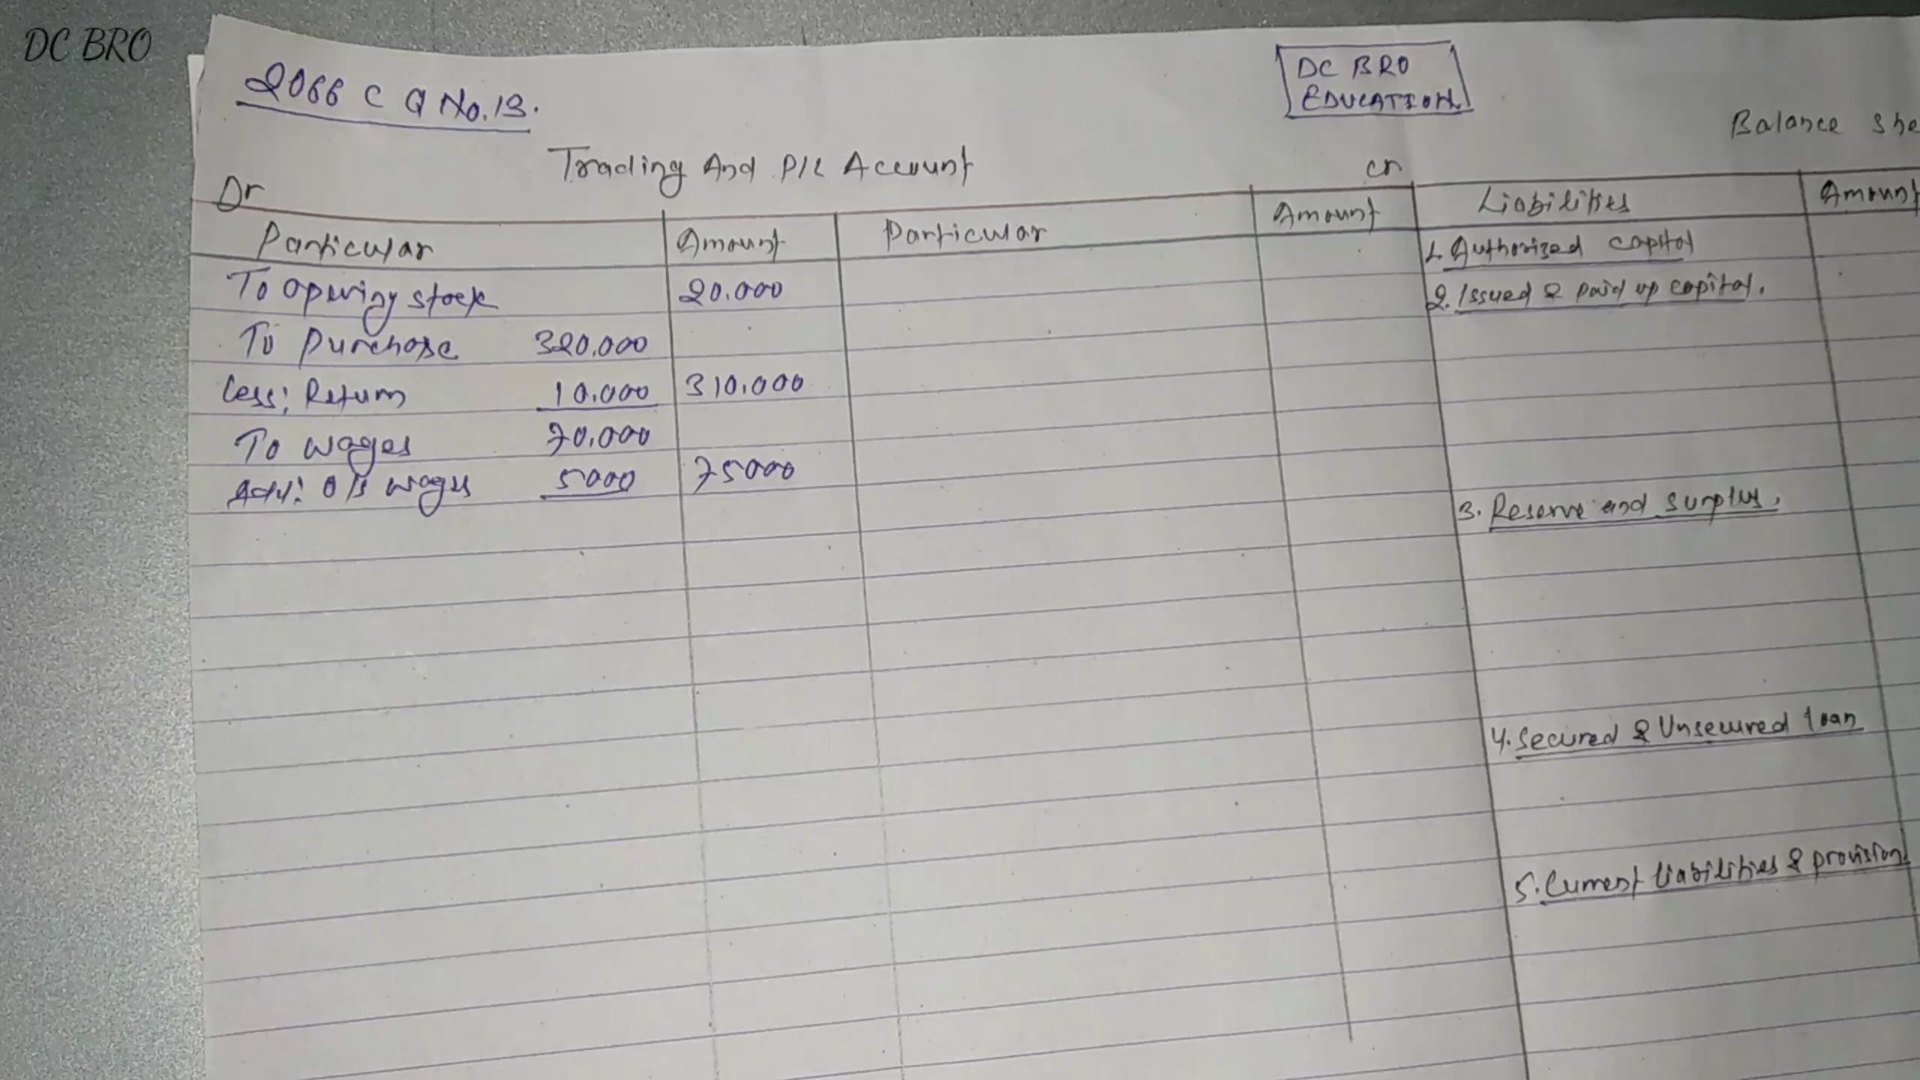 DC BRO
2066 C Q No.13.
DC BRO
EDUCATION
Trading And P/L Account
Dr
Cr
Particular Amount Particular Amount
To opening stock 20.000
To Purchase 320.000
Less: Return 10.000 310.000
To wages 70.000
Add: O/S wages 5000 75000
Balance She
Liabilities Amount
1. Authorized capital
2. Issued & paid up capital.
3. Reserve and surplus.
4. Secured & Unsecured loan
5. Current liabilities & provision.